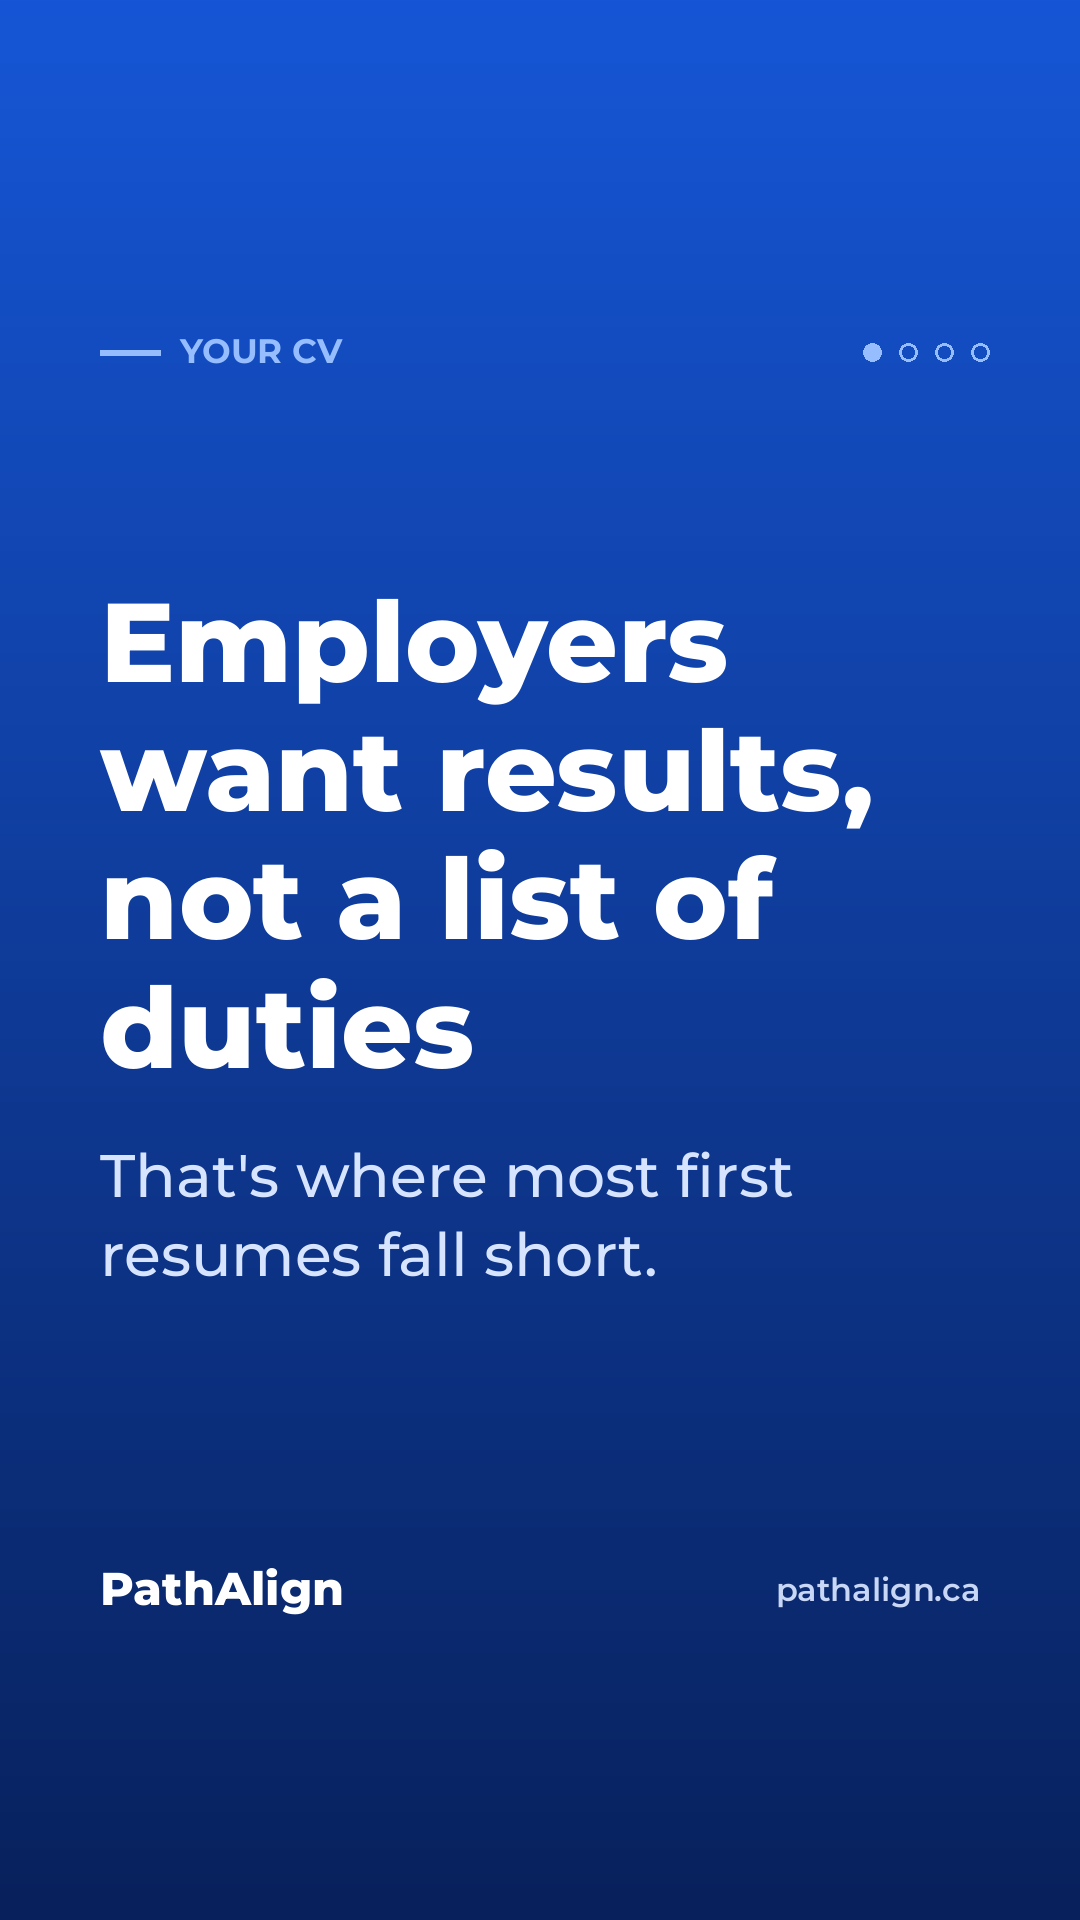 YOUR CV
Employers
want results,
not a list of
duties
That's where most first
resumes fall short.
PathAlign
pathalign.ca